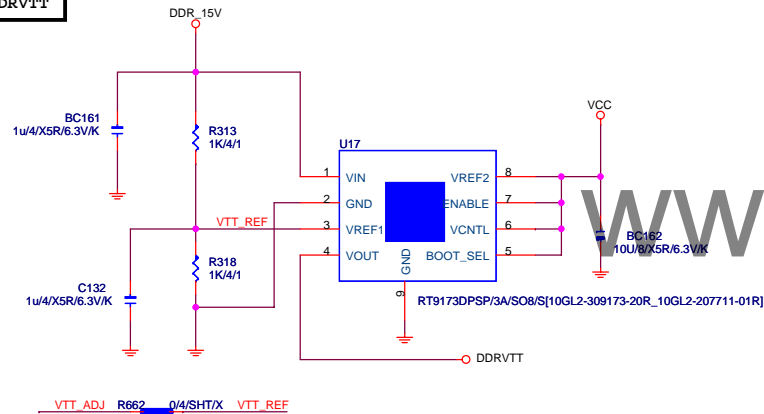 DRVTT
DDR_15V
VCC
BC161
1u/4/X5R/6.3V/K
R313
1K/4/1
U17
1 VIN VREF2 8
2 GND ENABLE 7
VTT_REF 3 VREF1 VCNTL 6
4 VOUT BOOT_SEL 5
GND
9
BC162
10U/8/X5R/6.3V/K
WW
R318
1K/4/1
C132
1u/4/X5R/6.3V/K
RT9173DPSP/3A/SO8/S[10GL2-309173-20R_10GL2-207711-01R]
DDRVTT
VTT_ADJ R662 0/4/SHT/X VTT_REF